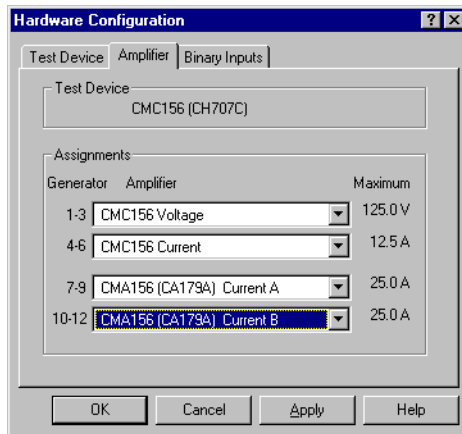 Hardware Configuration
Test Device Amplifier Binary Inputs
Test Device
CMC156 (CH707C)
Assignments
Generator Amplifier Maximum
1-3 CMC156 Voltage 125.0 V
4-6 CMC156 Current 12.5 A
7-9 CMA156 (CA179A) Current A 25.0 A
10-12 CMA156 (CA179A) Current B 25.0 A
OK Cancel Apply Help